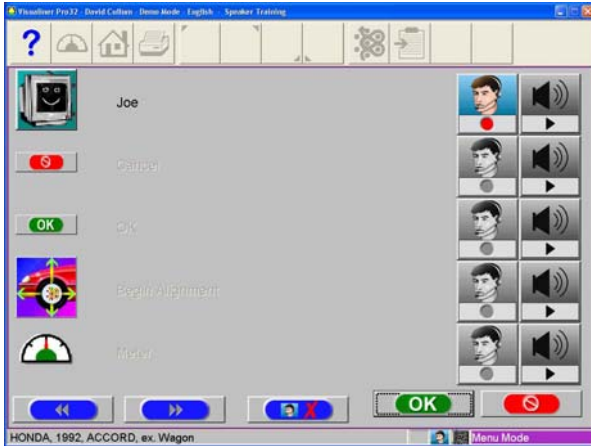 Visualiner Pro32 - David Cullum - Demo Mode - English - Speaker Training
?
Joe
Cancel
OK
OK
Begin Alignment
Meter
OK
HONDA, 1992, ACCORD, ex. Wagon
Menu Mode